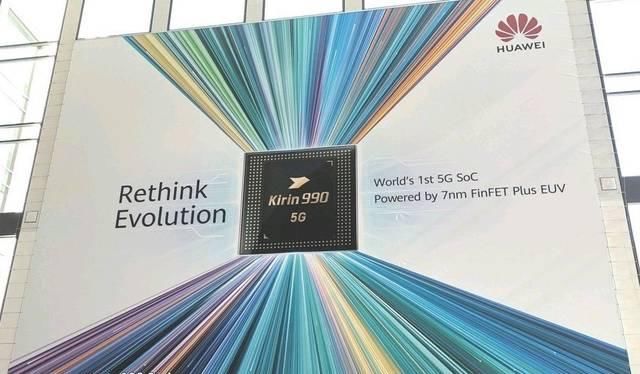 HUAWEI
Rethink
Evolution
Kirin 990
5G
World's 1st 5G SoC
Powered by 7nm FinFET Plus EUV